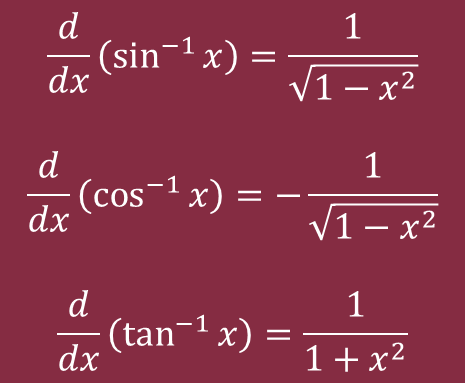 d/dx (sin⁻¹ x) = 1/√(1 − x²)
d/dx (cos⁻¹ x) = − 1/√(1 − x²)
d/dx (tan⁻¹ x) = 1/(1 + x²)